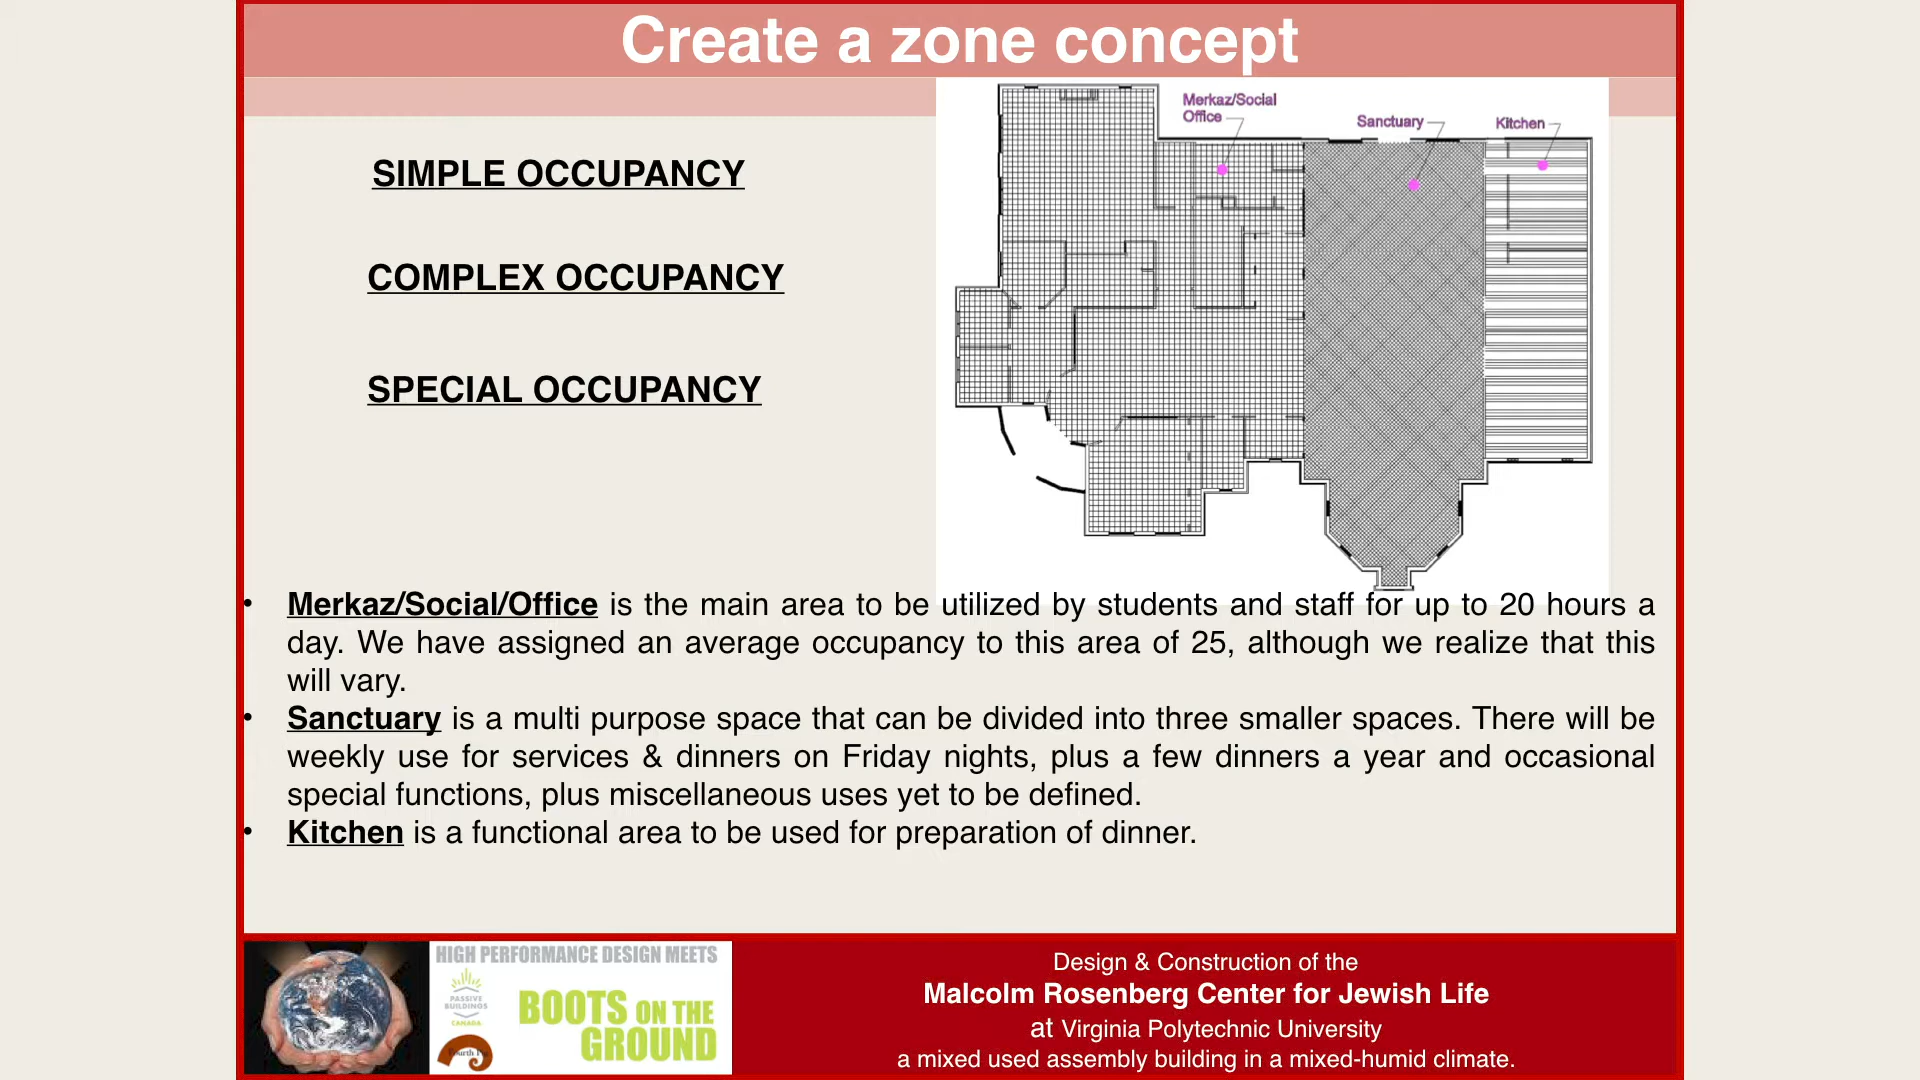 Create a zone concept
Merkaz/Social
Office
Sanctuary
Kitchen
SIMPLE OCCUPANCY
COMPLEX OCCUPANCY
SPECIAL OCCUPANCY
• Merkaz/Social/Office is the main area to be utilized by students and staff for up to 20 hours a
day. We have assigned an average occupancy to this area of 25, although we realize that this
will vary.
• Sanctuary is a multi purpose space that can be divided into three smaller spaces. There will be
weekly use for services & dinners on Friday nights, plus a few dinners a year and occasional
special functions, plus miscellaneous uses yet to be defined.
• Kitchen is a functional area to be used for preparation of dinner.
HIGH PERFORMANCE DESIGN MEETS
PASSIVE
BUILDINGS
CANADA
Fourth Pig
BOOTS ON THE
GROUND
Design & Construction of the
Malcolm Rosenberg Center for Jewish Life
at Virginia Polytechnic University
a mixed used assembly building in a mixed-humid climate.